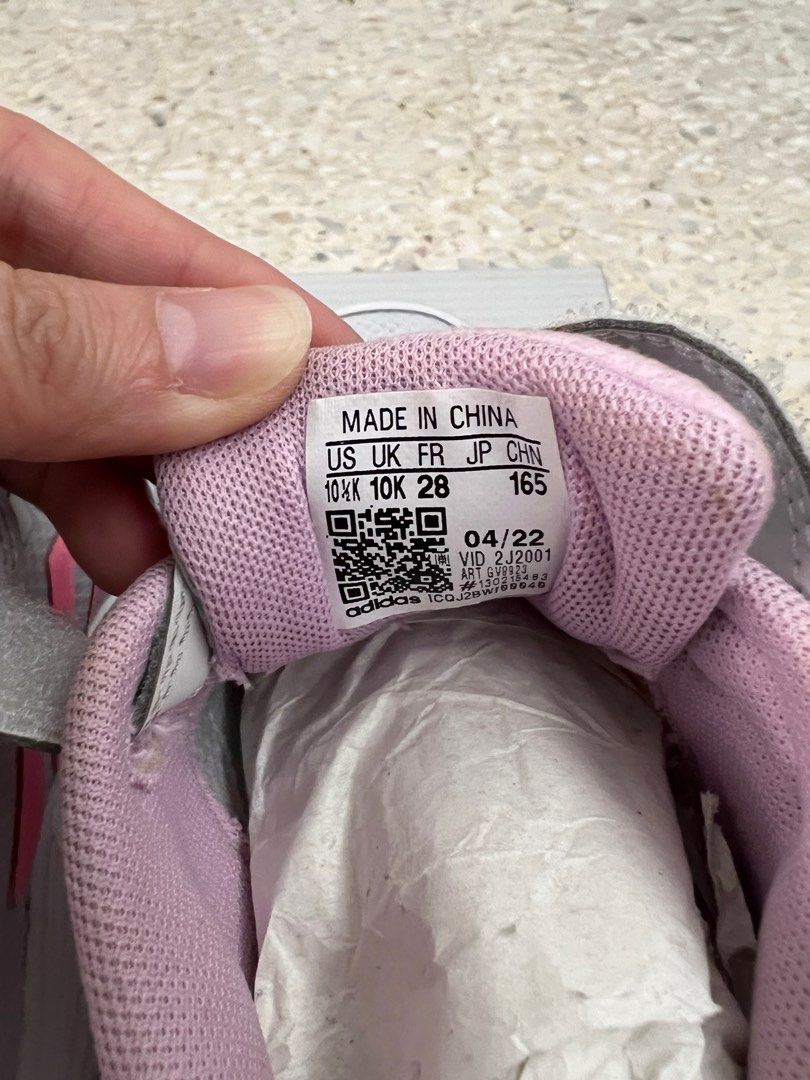 MADE IN CHINA
US UK FR JP CHN
10½K 10K 28 165
04/22
VID 2J2001
ART
adidas